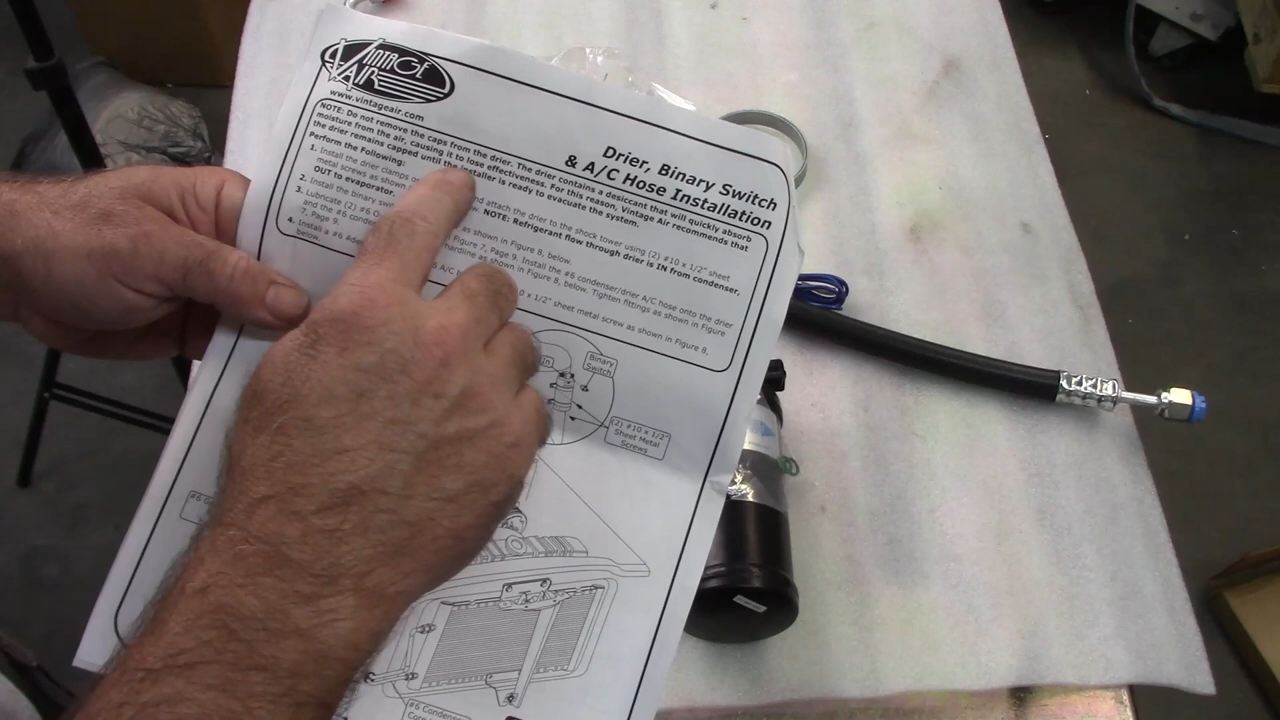 VINTAGE
AIR
www.vintageair.com
Drier, Binary Switch
& A/C Hose Installation
NOTE: Do not remove the caps from the drier. The drier contains a desiccant that will quickly absorb
moisture from the air, causing it to lose effectiveness. For this reason, Vintage Air recommends that
the drier remains capped until the installer is ready to evacuate the system.
Perform the Following:
1. Install the drier clamps and attach the drier to the shock tower using (2) #10 x 1/2" sheet
metal screws as shown NOTE: Refrigerant flow through drier is IN from condenser,
OUT to evaporator.
2. Install the binary as shown in Figure 8, below.
3. Lubricate (2) #6 Figure 7, Page 9. Install the #6 condenser/drier A/C hose onto the drier
and the #6 hardline as shown in Figure 8, below. Tighten fittings as shown in Figure
7, Page 9.
4. Install a #6 A/C x 1/2" sheet metal screw as shown in Figure 8,
below.
In
Binary
Switch
(2) #10 x 1/2"
Sheet Metal
Screws
#6
#6